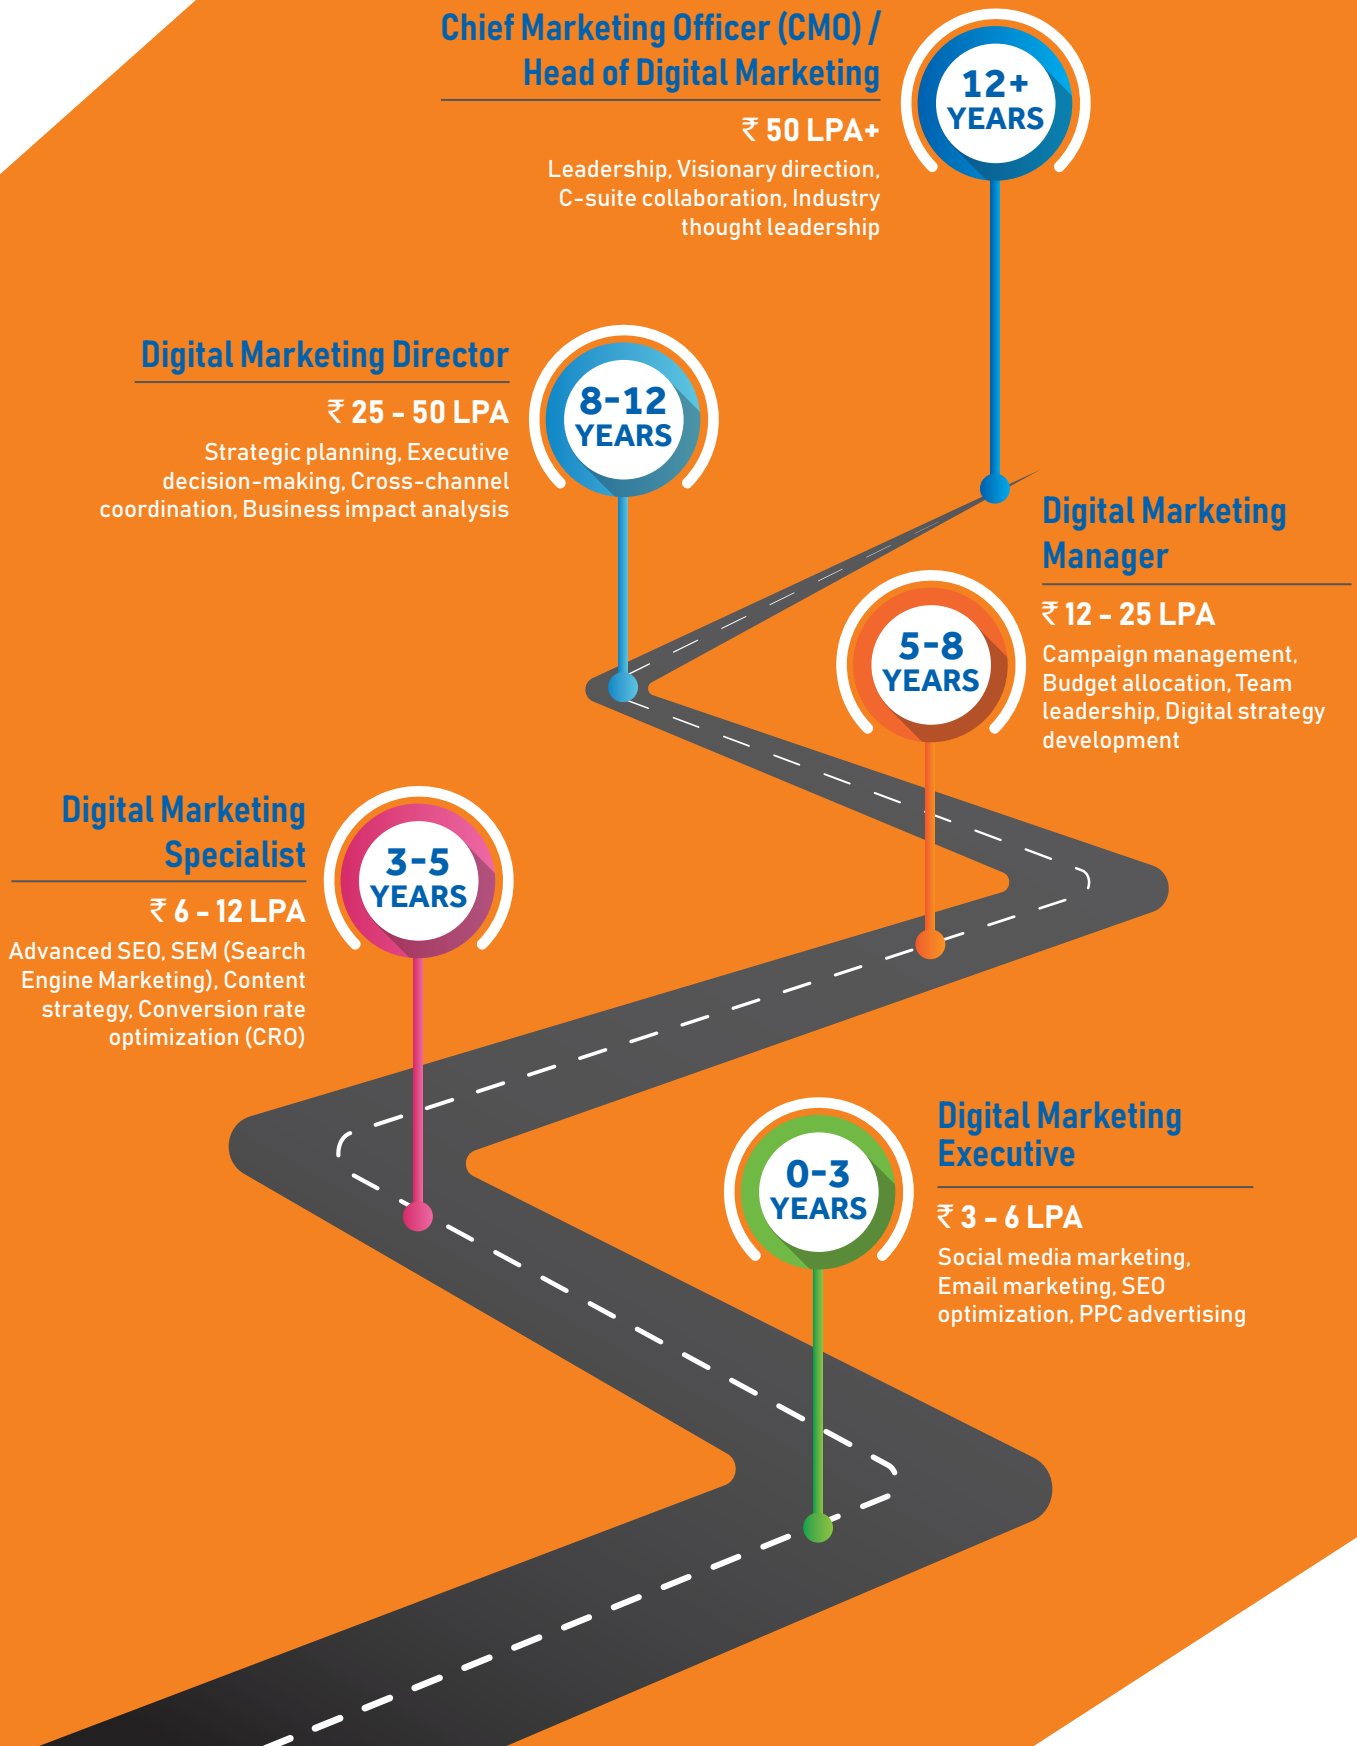 Chief Marketing Officer (CMO) /
Head of Digital Marketing
₹ 50 LPA+
Leadership, Visionary direction,
C-suite collaboration, Industry
thought leadership
12+
YEARS
Digital Marketing Director
₹ 25 - 50 LPA
Strategic planning, Executive
decision-making, Cross-channel
coordination, Business impact analysis
8-12
YEARS
Digital Marketing
Manager
₹ 12 - 25 LPA
Campaign management,
Budget allocation, Team
leadership, Digital strategy
development
5-8
YEARS
Digital Marketing
Specialist
₹ 6 - 12 LPA
Advanced SEO, SEM (Search
Engine Marketing), Content
strategy, Conversion rate
optimization (CRO)
3-5
YEARS
Digital Marketing
Executive
₹ 3 - 6 LPA
Social media marketing,
Email marketing, SEO
optimization, PPC advertising
0-3
YEARS